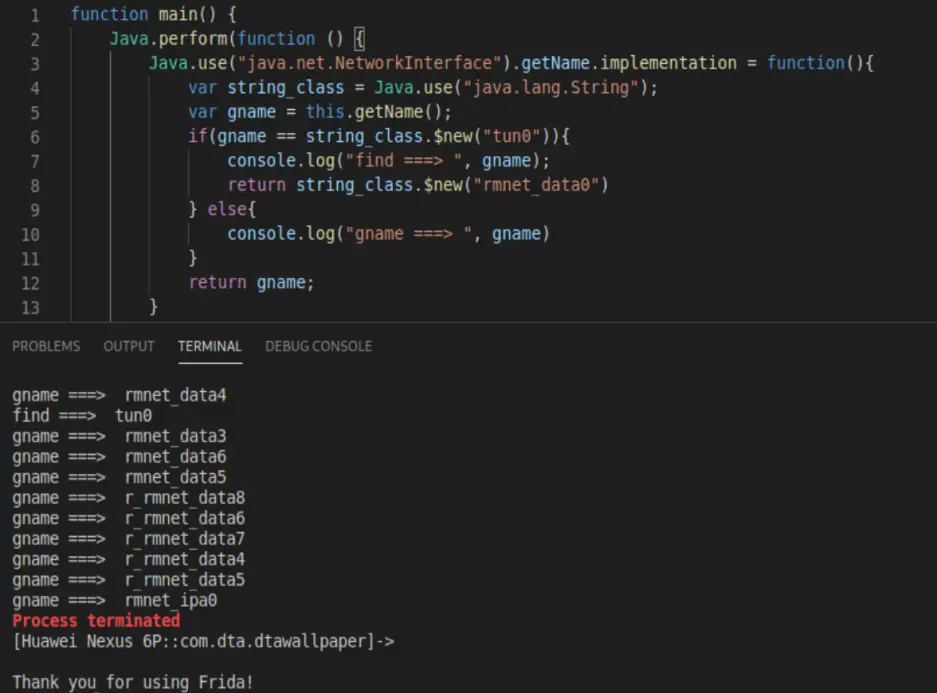 1 function main() {
2 Java.perform(function () {
3 Java.use("java.net.NetworkInterface").getName.implementation = function(){
4 var string_class = Java.use("java.lang.String");
5 var gname = this.getName();
6 if(gname == string_class.$new("tun0")){
7 console.log("find ===> ", gname);
8 return string_class.$new("rmnet_data0")
9 } else{
10 console.log("gname ===> ", gname)
11 }
12 return gname;
13 }
PROBLEMS OUTPUT TERMINAL DEBUG CONSOLE
gname ===>  rmnet_data4
find ===>  tun0
gname ===>  rmnet_data3
gname ===>  rmnet_data6
gname ===>  rmnet_data5
gname ===>  r_rmnet_data8
gname ===>  r_rmnet_data6
gname ===>  r_rmnet_data7
gname ===>  r_rmnet_data4
gname ===>  r_rmnet_data5
gname ===>  rmnet_ipa0
Process terminated
[Huawei Nexus 6P::com.dta.dtawallpaper]->
Thank you for using Frida!